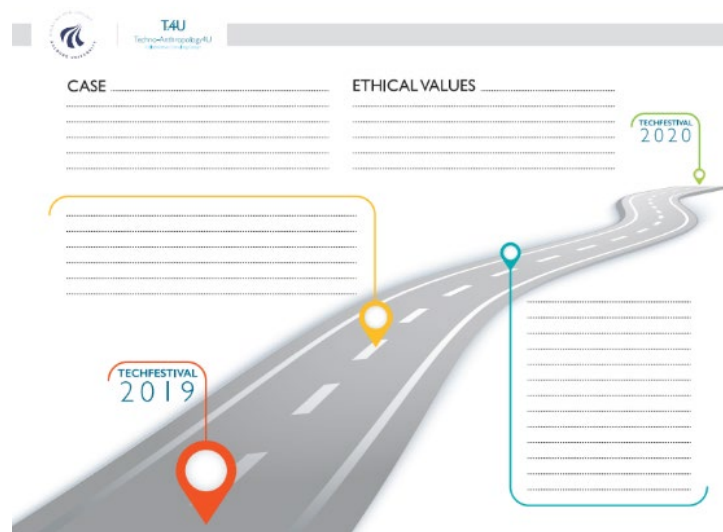 T4U
Techno-Anthropology4U
CASE
ETHICAL VALUES
TECHFESTIVAL
2020
TECHFESTIVAL
2019